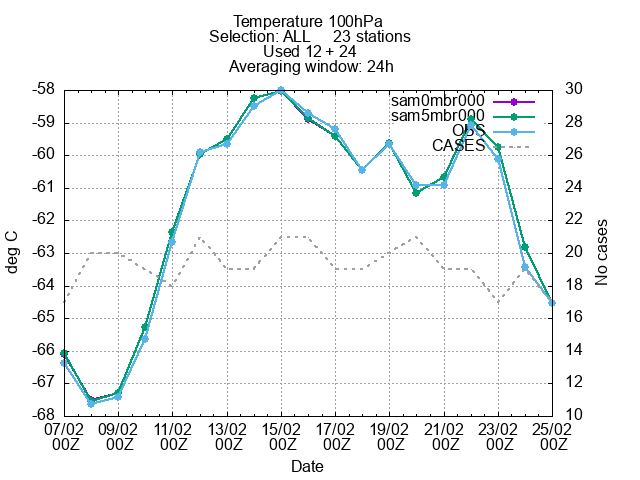 Temperature 100hPa
Selection: ALL 23 stations
Used 12 + 24
Averaging window: 24h
sam0mbr000
sam5mbr000
OBS
CASES
-58
-59
-60
-61
-62
-63
-64
-65
-66
-67
-68
deg C
30
28
26
24
22
20
18
16
14
12
10
No cases
07/02 09/02 11/02 13/02 15/02 17/02 19/02 21/02 23/02 25/02
00Z 00Z 00Z 00Z 00Z 00Z 00Z 00Z 00Z 00Z
Date